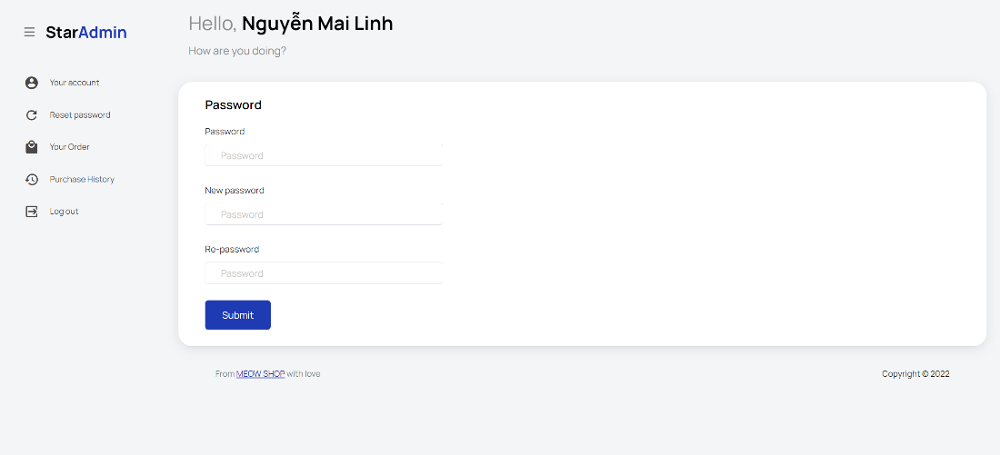 StarAdmin
Your account
Reset password
Your Order
Purchase History
Log out
Hello, Nguyễn Mai Linh
How are you doing?
Password
Password
Password
New password
Password
Re-password
Password
Submit
From MEOW SHOP with love
Copyright © 2022